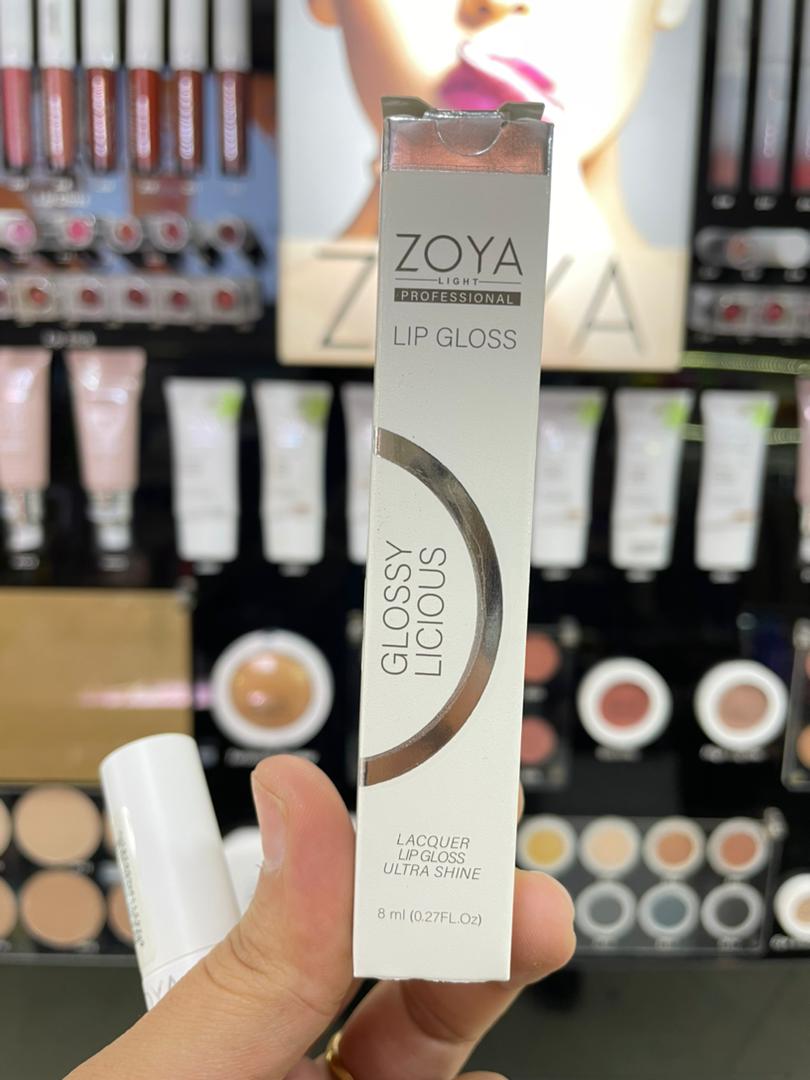 ZOYA
LIGHT
PROFESSIONAL
LIP GLOSS
GLOSSY
LICIOUS
LACQUER
LIP GLOSS
ULTRA SHINE
8 ml (0.27FL.Oz)